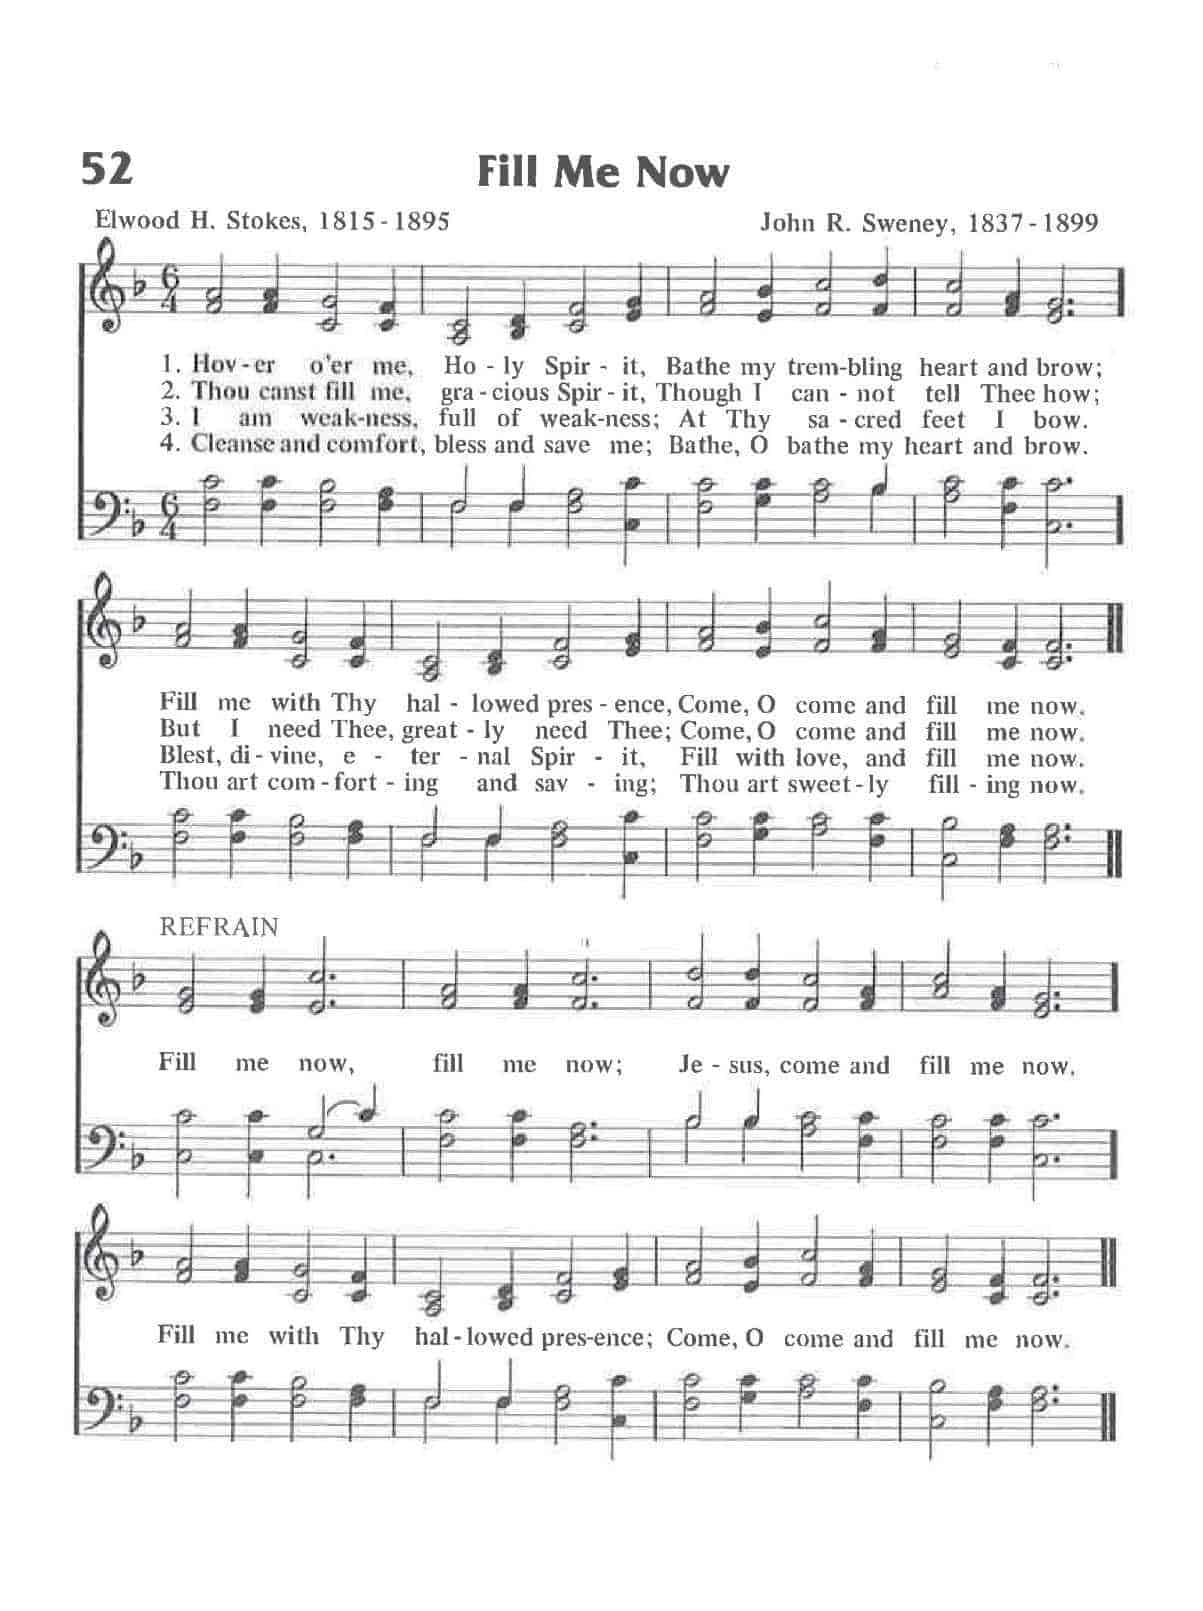 52
Fill Me Now
Elwood H. Stokes, 1815-1895
John R. Sweney, 1837-1899
6 4
1. Hov-er o'er me, Ho-ly Spir-it, Bathe my trem-bling heart and brow;
2. Thou canst fill me, gra-cious Spir-it, Though I can-not tell Thee how;
3. I am weak-ness, full of weak-ness; At Thy sa-cred feet I bow.
4. Cleanse and comfort, bless and save me; Bathe, O bathe my heart and brow.
6 4
Fill me with Thy hal-lowed pres-ence, Come, O come and fill me now.
But I need Thee, great-ly need Thee; Come, O come and fill me now.
Blest, di-vine, e-ter-nal Spir-it, Fill with love, and fill me now.
Thou art com-fort-ing and sav-ing; Thou art sweet-ly fill-ing now.
REFRAIN
Fill me now, fill me now; Je-sus, come and fill me now.
Fill me with Thy hal-lowed pres-ence; Come, O come and fill me now.